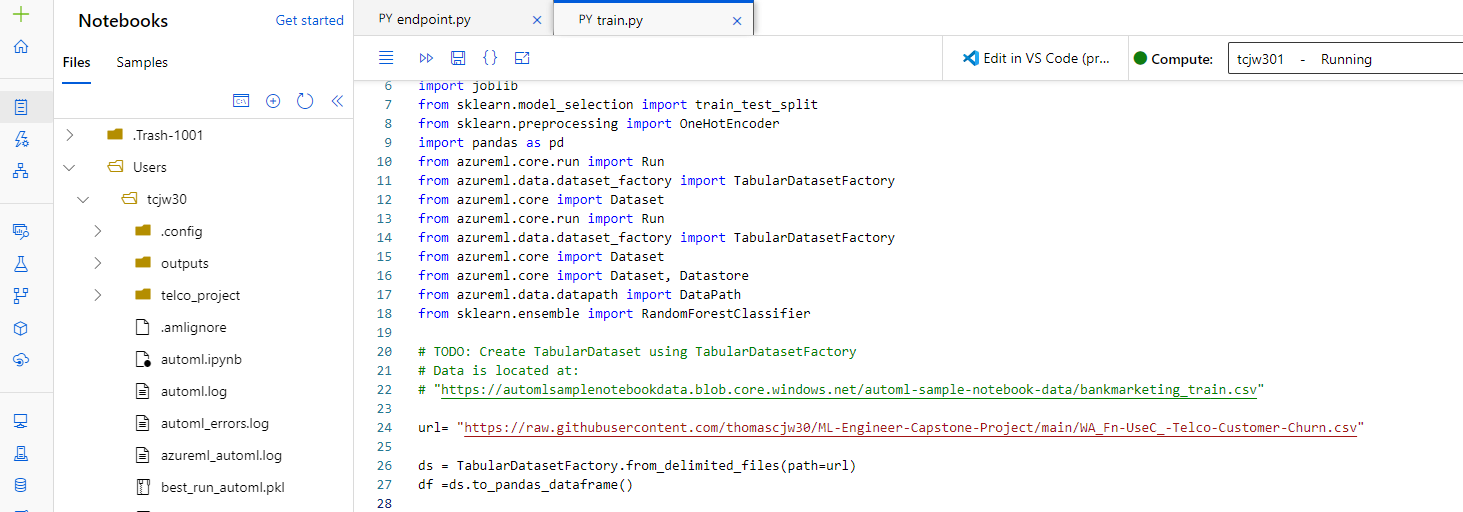 Notebooks
Get started
Files
Samples
.Trash-1001
Users
tcjw30
.config
outputs
telco_project
.amlignore
automl.ipynb
automl.log
automl_errors.log
azureml_automl.log
best_run_automl.pkl
PY endpoint.py ×
PY train.py ×
{}
Edit in VS Code (pr...
Compute:
tcjw301 - Running
6 import joblib
7 from sklearn.model_selection import train_test_split
8 from sklearn.preprocessing import OneHotEncoder
9 import pandas as pd
10 from azureml.core.run import Run
11 from azureml.data.dataset_factory import TabularDatasetFactory
12 from azureml.core import Dataset
13 from azureml.core.run import Run
14 from azureml.data.dataset_factory import TabularDatasetFactory
15 from azureml.core import Dataset
16 from azureml.core import Dataset, Datastore
17 from azureml.data.datapath import DataPath
18 from sklearn.ensemble import RandomForestClassifier
19
20 # TODO: Create TabularDataset using TabularDatasetFactory
21 # Data is located at:
22 # "https://automlsamplenotebookdata.blob.core.windows.net/automl-sample-notebook-data/bankmarketing_train.csv"
23
24 url= "https://raw.githubusercontent.com/thomascjw30/ML-Engineer-Capstone-Project/main/WA_Fn-UseC_-Telco-Customer-Churn.csv"
25
26 ds = TabularDatasetFactory.from_delimited_files(path=url)
27 df =ds.to_pandas_dataframe()
28